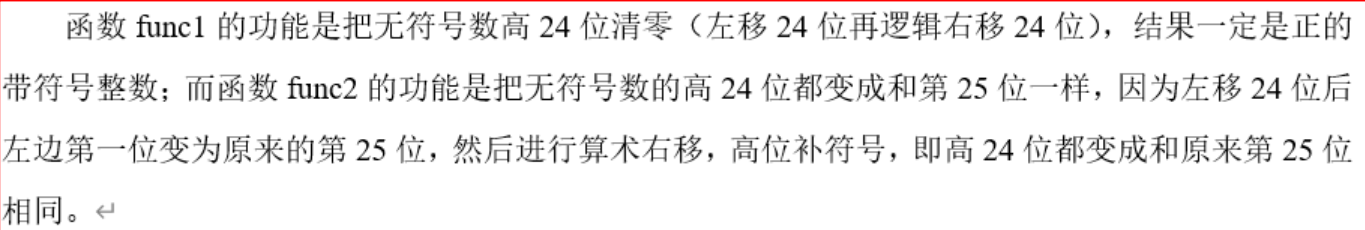 函数 func1 的功能是把无符号数高 24 位清零（左移 24 位再逻辑右移 24 位），结果一定是正的
带符号整数；而函数 func2 的功能是把无符号数的高 24 位都变成和第 25 位一样，因为左移 24 位后
左边第一位变为原来的第 25 位，然后进行算术右移，高位补符号，即高 24 位都变成和原来第 25 位
相同。↵